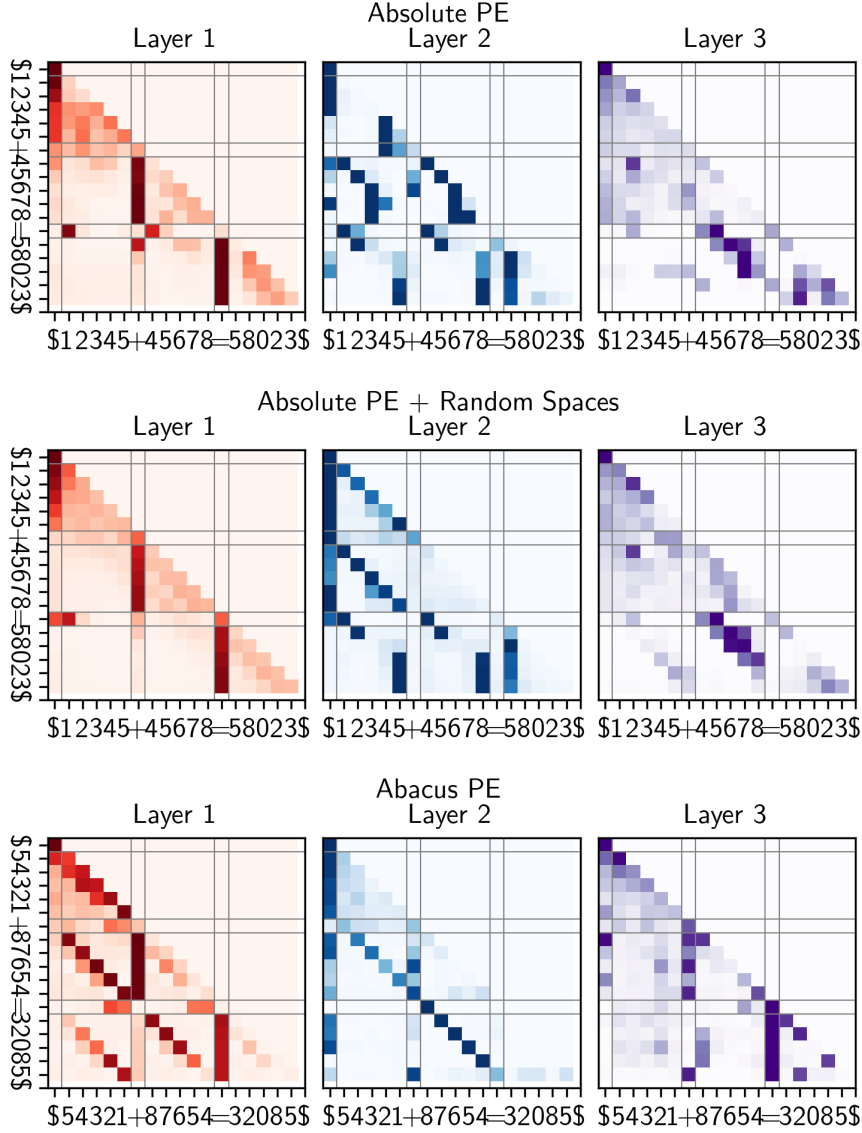 Absolute PE
Layer 1 Layer 2 Layer 3
$12345+45678=58023$
$12345+45678=58023$ $12345+45678=58023$ $12345+45678=58023$
Absolute PE + Random Spaces
Layer 1 Layer 2 Layer 3
$12345+45678=58023$
$12345+45678=58023$ $12345+45678=58023$ $12345+45678=58023$
Abacus PE
Layer 1 Layer 2 Layer 3
$54321+87654=32085$
$54321+87654=32085$ $54321+87654=32085$ $54321+87654=32085$